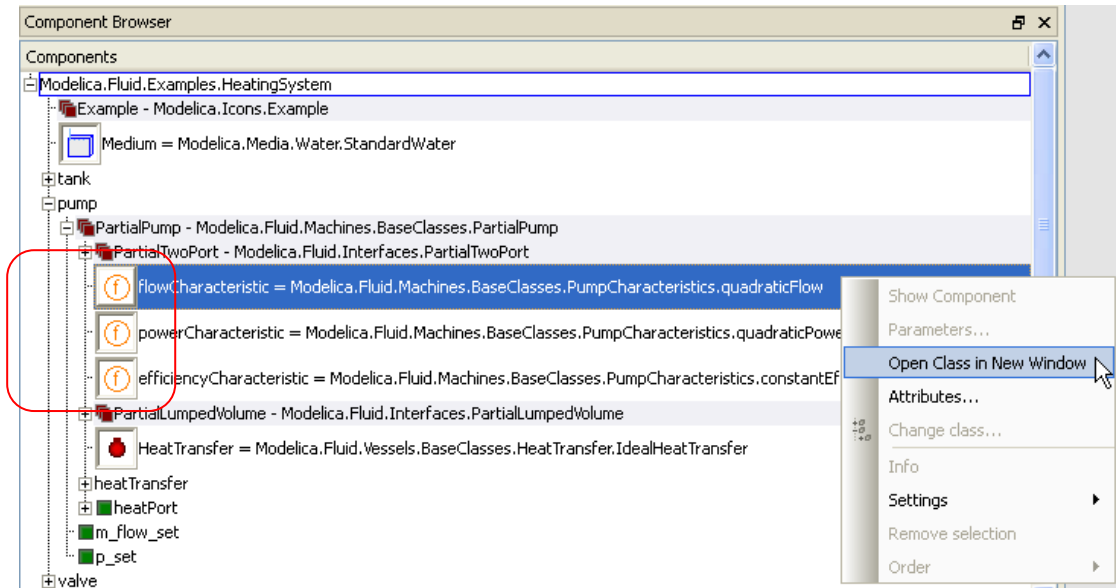 Component Browser
Components
Modelica.Fluid.Examples.HeatingSystem
Example - Modelica.Icons.Example
Medium = Modelica.Media.Water.StandardWater
tank
pump
PartialPump - Modelica.Fluid.Machines.BaseClasses.PartialPump
PartialTwoPort - Modelica.Fluid.Interfaces.PartialTwoPort
f flowCharacteristic = Modelica.Fluid.Machines.BaseClasses.PumpCharacteristics.quadraticFlow
f powerCharacteristic = Modelica.Fluid.Machines.BaseClasses.PumpCharacteristics.quadraticPowe
f efficiencyCharacteristic = Modelica.Fluid.Machines.BaseClasses.PumpCharacteristics.constantEf
PartialLumpedVolume - Modelica.Fluid.Interfaces.PartialLumpedVolume
HeatTransfer = Modelica.Fluid.Vessels.BaseClasses.HeatTransfer.IdealHeatTransfer
heatTransfer
heatPort
m_flow_set
p_set
valve
Show Component
Parameters...
Open Class in New Window
Attributes...
Change class...
Info
Settings
Remove selection
Order